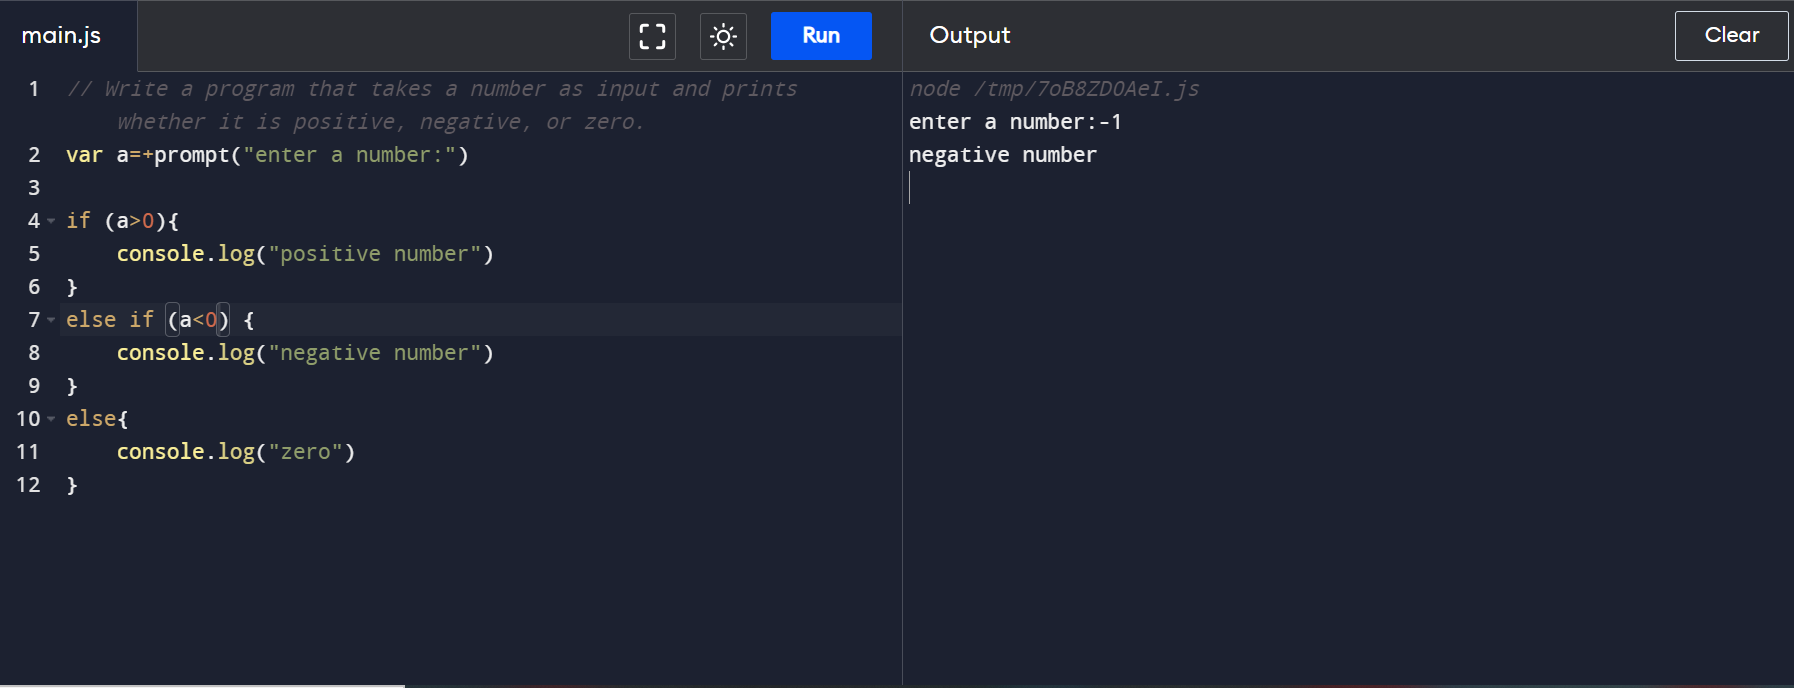 main.js
Run
Output
Clear
1 // Write a program that takes a number as input and prints
whether it is positive, negative, or zero.
2 var a=+prompt("enter a number:")
3
4 if (a>0){
5     console.log("positive number")
6 }
7 else if (a<0) {
8     console.log("negative number")
9 }
10 else{
11     console.log("zero")
12 }
node /tmp/7oB8ZDOAeI.js
enter a number:-1
negative number